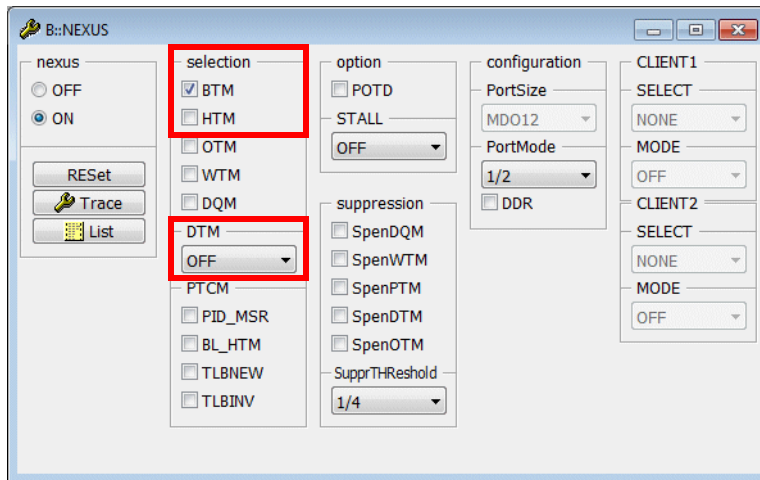 B::NEXUS
nexus
OFF
ON
RESet
Trace
List
selection
BTM
HTM
OTM
WTM
DQM
DTM
OFF
PTCM
PID_MSR
BL_HTM
TLBNEW
TLBINV
option
POTD
STALL
OFF
suppression
SpenDQM
SpenWTM
SpenPTM
SpenDTM
SpenOTM
SupprTHReshold
1/4
configuration
PortSize
MDO12
PortMode
1/2
DDR
CLIENT1
SELECT
NONE
MODE
OFF
CLIENT2
SELECT
NONE
MODE
OFF